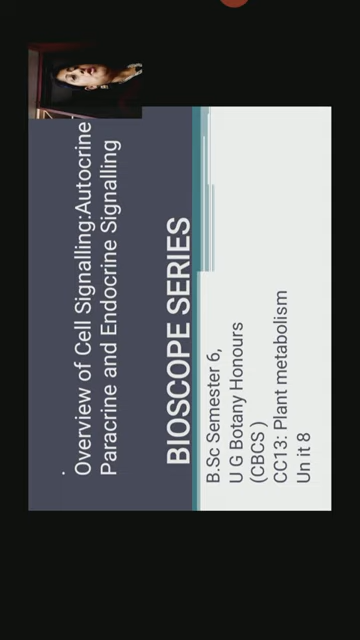 Overview of Cell Signalling:Autocrine
Paracrine and Endocrine Signalling
BIOSCOPE SERIES
B.Sc Semester 6,
U G Botany Honours
(CBCS )
CC13: Plant metabolism
Un it 8